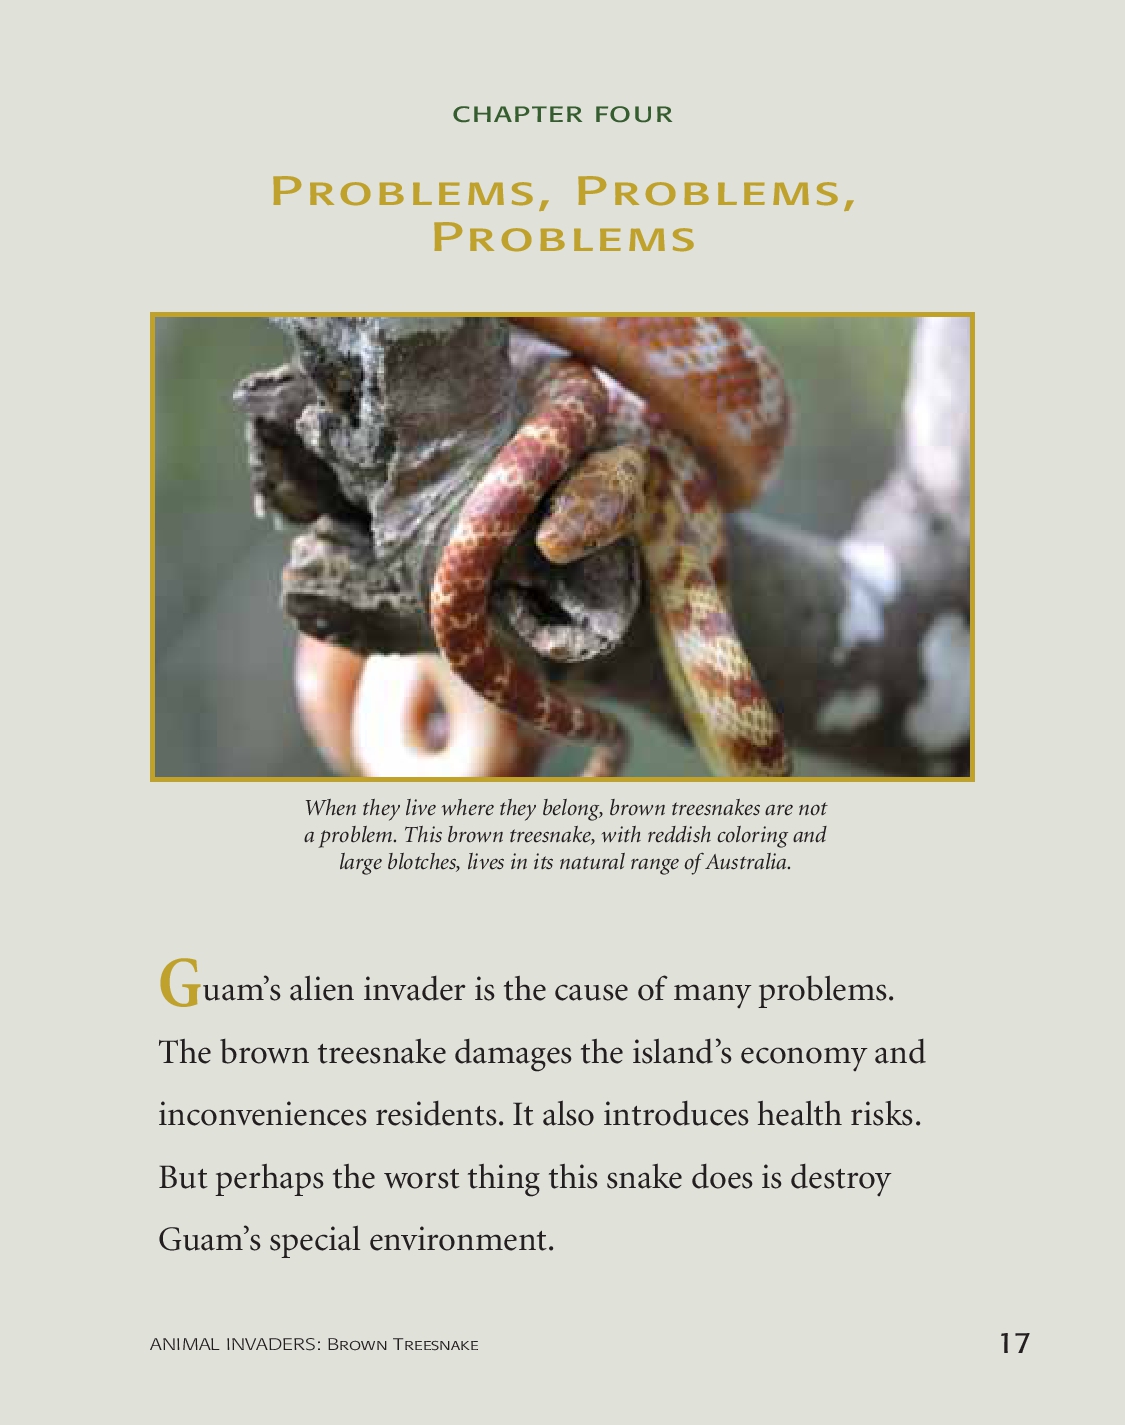 CHAPTER FOUR
PROBLEMS, PROBLEMS,
PROBLEMS
When they live where they belong, brown treesnakes are not
a problem. This brown treesnake, with reddish coloring and
large blotches, lives in its natural range of Australia.
Guam’s alien invader is the cause of many problems.
The brown treesnake damages the island’s economy and
inconveniences residents. It also introduces health risks.
But perhaps the worst thing this snake does is destroy
Guam’s special environment.
ANIMAL INVADERS: BROWN TREESNAKE
17